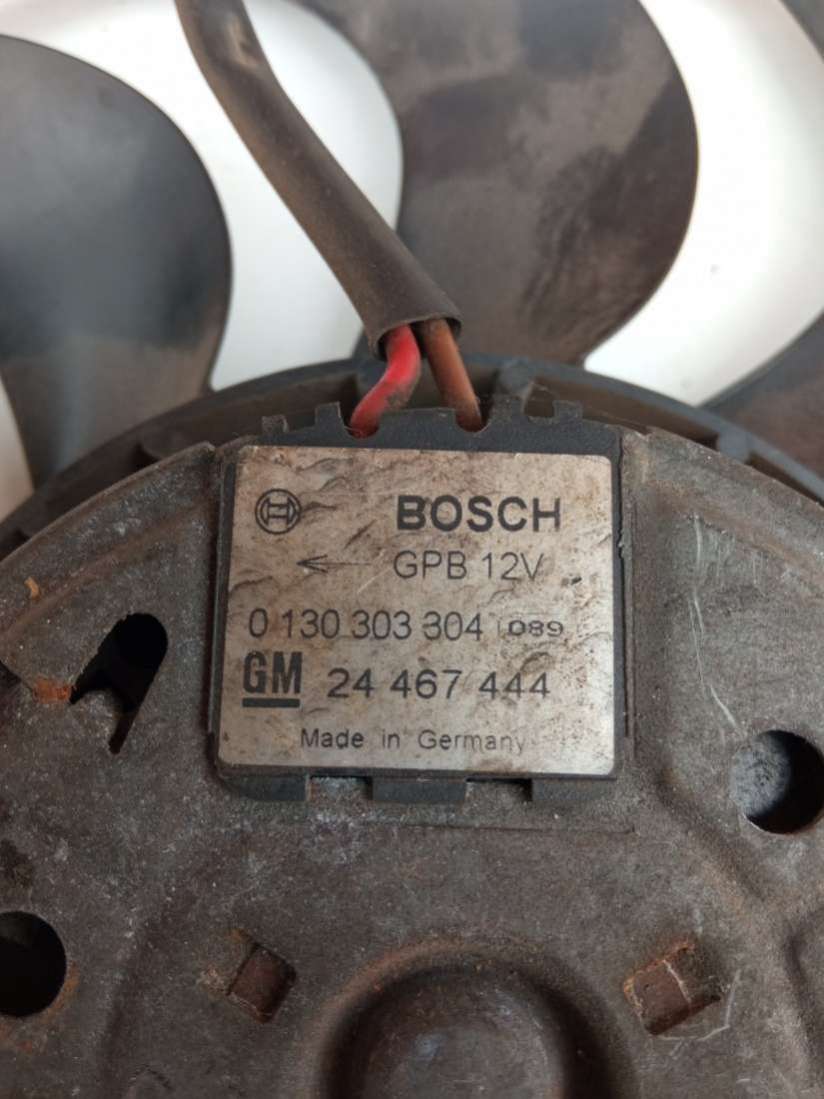 BOSCH
GPB 12V
0 130 303 304 089
GM 24 467 444
Made in Germany